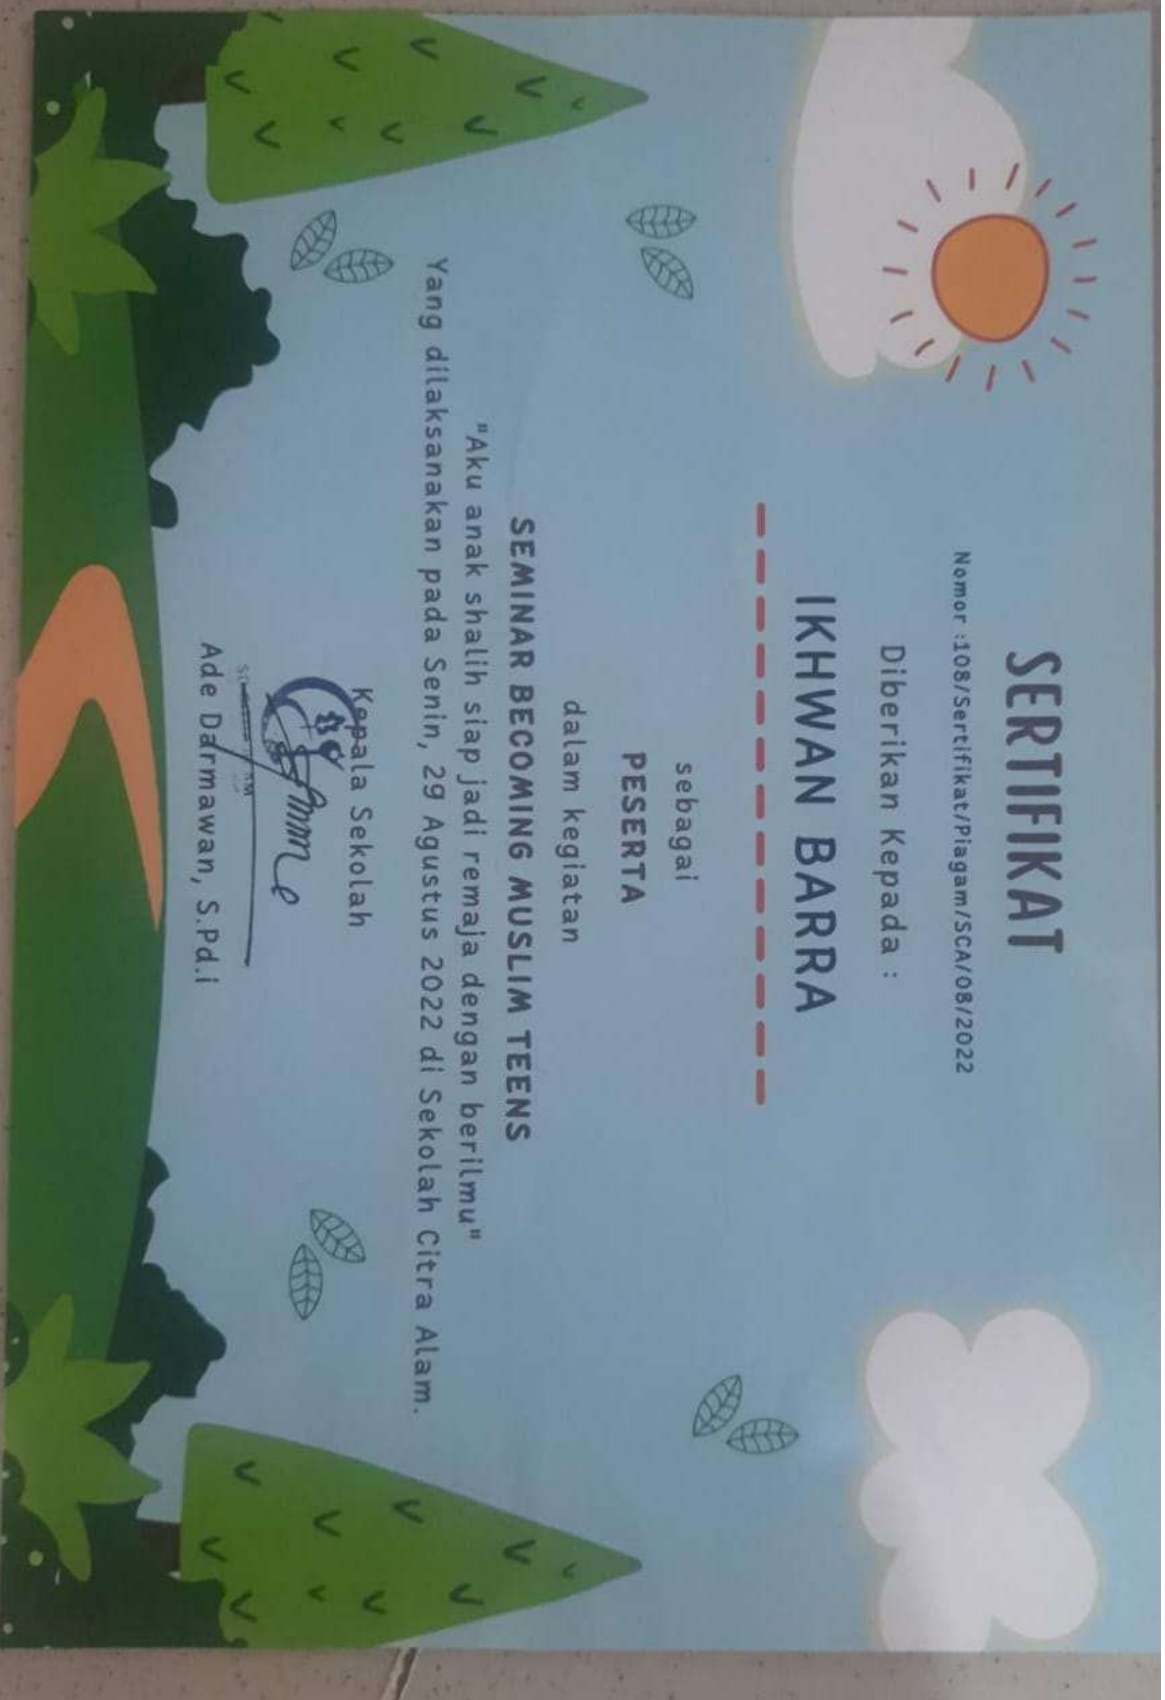 SERTIFIKAT
Nomor :108/Sertifikat/Piagam/SCA/08/2022
Diberikan Kepada :
IKHWAN BARRA
sebagai
PESERTA
dalam kegiatan
SEMINAR BECOMING MUSLIM TEENS
"Aku anak shalih siap jadi remaja dengan berilmu"
Yang dilaksanakan pada Senin, 29 Agustus 2022 di Sekolah Citra Alam.
Kepala Sekolah
Ade Darmawan, S.Pd.i